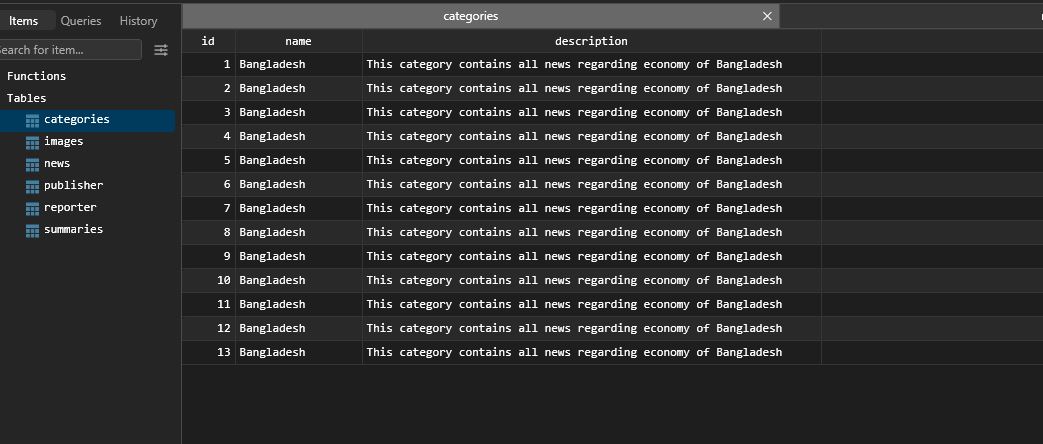 Items Queries History
Search for item...
Functions
Tables
categories
images
news
publisher
reporter
summaries
categories ×
id name description
1 Bangladesh This category contains all news regarding economy of Bangladesh
2 Bangladesh This category contains all news regarding economy of Bangladesh
3 Bangladesh This category contains all news regarding economy of Bangladesh
4 Bangladesh This category contains all news regarding economy of Bangladesh
5 Bangladesh This category contains all news regarding economy of Bangladesh
6 Bangladesh This category contains all news regarding economy of Bangladesh
7 Bangladesh This category contains all news regarding economy of Bangladesh
8 Bangladesh This category contains all news regarding economy of Bangladesh
9 Bangladesh This category contains all news regarding economy of Bangladesh
10 Bangladesh This category contains all news regarding economy of Bangladesh
11 Bangladesh This category contains all news regarding economy of Bangladesh
12 Bangladesh This category contains all news regarding economy of Bangladesh
13 Bangladesh This category contains all news regarding economy of Bangladesh